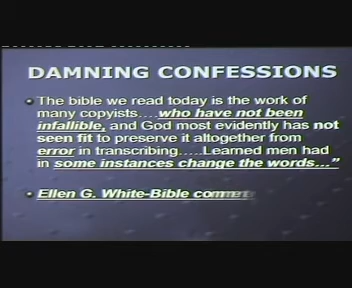 DAMNING CONFESSIONS
The bible we read today is the work of
many copyists....who have not been
infallible, and God most evidently has not
seen fit to preserve it altogether from
error in transcribing.....Learned men had
in some instances change the words..."
Ellen G. White-Bible